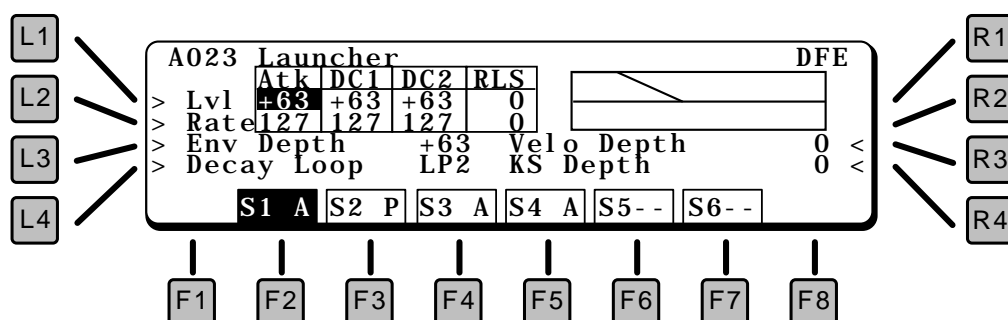 L1
L2
L3
L4
A023 Launcher DFE
Atk DC1 DC2 RLS
> Lvl +63 +63 +63 0
> Rate 127 127 127 0
> Env Depth +63 Velo Depth 0 <
> Decay Loop LP2 KS Depth 0 <
S1 A S2 P S3 A S4 A S5-- S6--
R1
R2
R3
R4
F1 F2 F3 F4 F5 F6 F7 F8